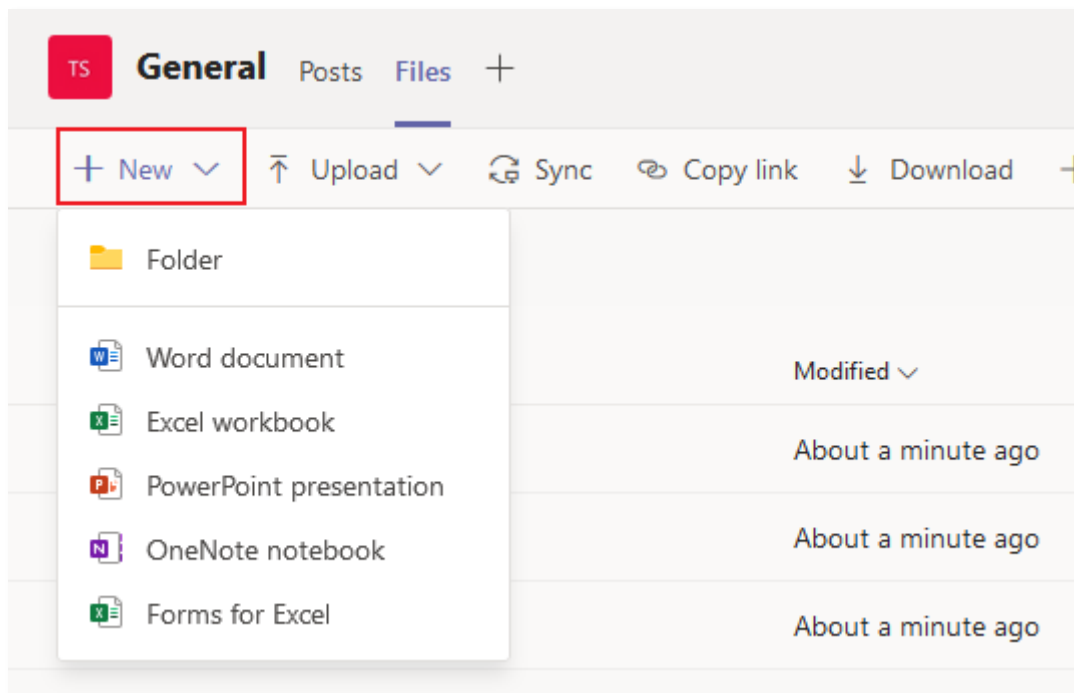 TS General Posts Files
New Upload Sync Copy link Download
Folder
Word document
Modified
Excel workbook
About a minute ago
PowerPoint presentation
About a minute ago
OneNote notebook
Forms for Excel
About a minute ago